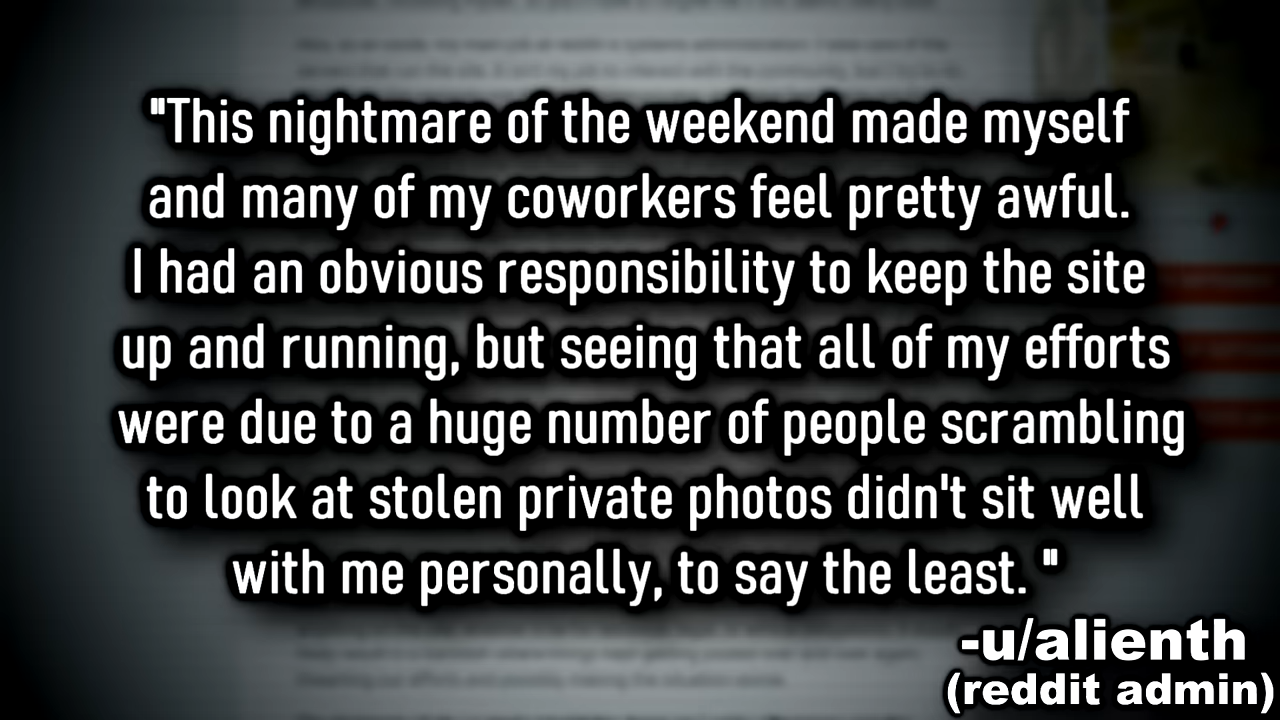 "This nightmare of the weekend made myself
and many of my coworkers feel pretty awful.
I had an obvious responsibility to keep the site
up and running, but seeing that all of my efforts
were due to a huge number of people scrambling
to look at stolen private photos didn't sit well
with me personally, to say the least. "
-u/alienth
(reddit admin)